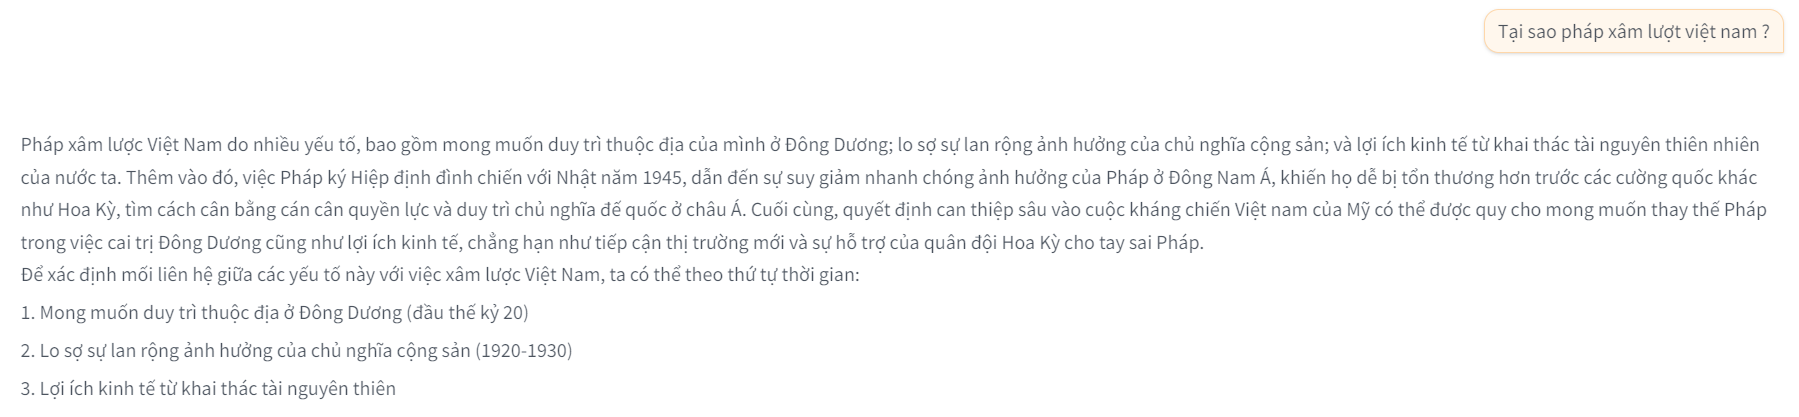 Tại sao pháp xâm lượt việt nam ?
Pháp xâm lược Việt Nam do nhiều yếu tố, bao gồm mong muốn duy trì thuộc địa của mình ở Đông Dương; lo sợ sự lan rộng ảnh hưởng của chủ nghĩa cộng sản; và lợi ích kinh tế từ khai thác tài nguyên thiên nhiên
của nước ta. Thêm vào đó, việc Pháp ký Hiệp định đình chiến với Nhật năm 1945, dẫn đến sự suy giảm nhanh chóng ảnh hưởng của Pháp ở Đông Nam Á, khiến họ dễ bị tổn thương hơn trước các cường quốc khác
như Hoa Kỳ, tìm cách cân bằng cán cân quyền lực và duy trì chủ nghĩa đế quốc ở châu Á. Cuối cùng, quyết định can thiệp sâu vào cuộc kháng chiến Việt nam của Mỹ có thể được quy cho mong muốn thay thế Pháp
trong việc cai trị Đông Dương cũng như lợi ích kinh tế, chẳng hạn như tiếp cận thị trường mới và sự hỗ trợ của quân đội Hoa Kỳ cho tay sai Pháp.
Để xác định mối liên hệ giữa các yếu tố này với việc xâm lược Việt Nam, ta có thể theo thứ tự thời gian:
1. Mong muốn duy trì thuộc địa ở Đông Dương (đầu thế kỷ 20)
2. Lo sợ sự lan rộng ảnh hưởng của chủ nghĩa cộng sản (1920-1930)
3. Lợi ích kinh tế từ khai thác tài nguyên thiên